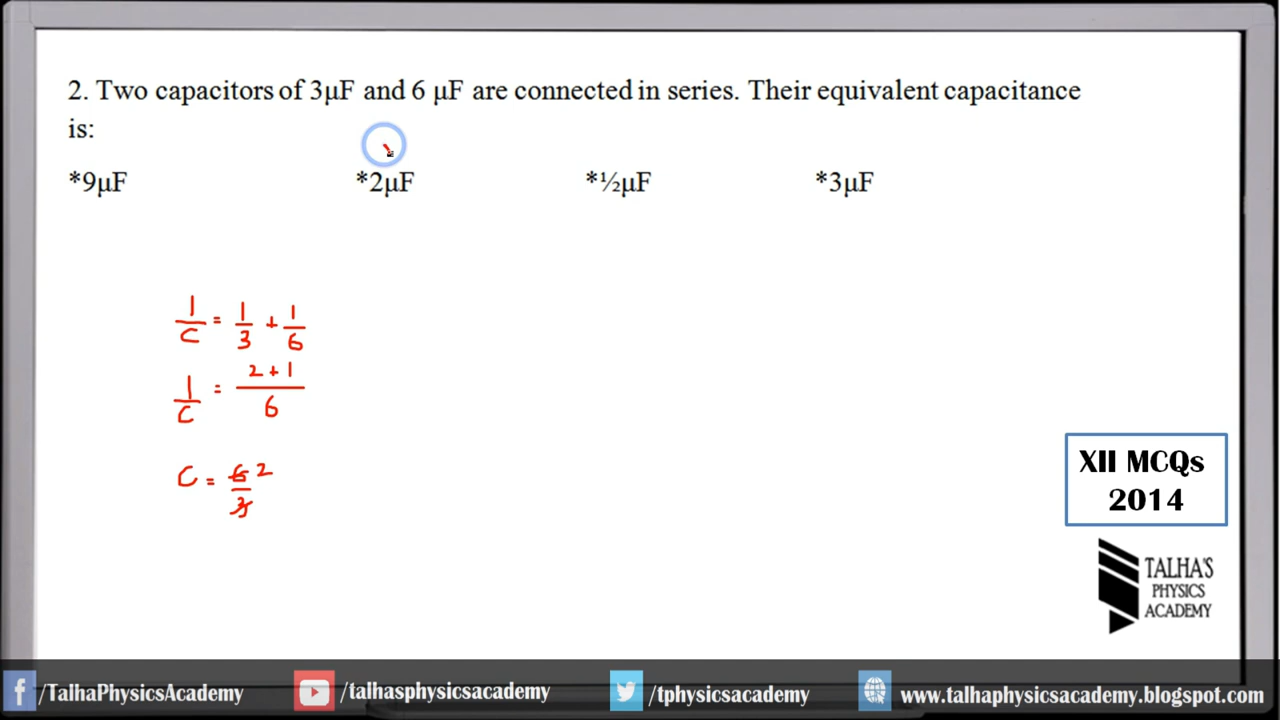 2. Two capacitors of 3μF and 6 μF are connected in series. Their equivalent capacitance
is:
*9μF *2μF *½μF *3μF
1/C = 1/3 + 1/6
1/C = 2+1/6
C = 6/3 2
XII MCQs
2014
TALHA'S
PHYSICS
ACADEMY
/TalhaPhysicsAcademy /talhasphysicsacademy /tphysicsacademy www.talhaphysicsacademy.blogspot.com